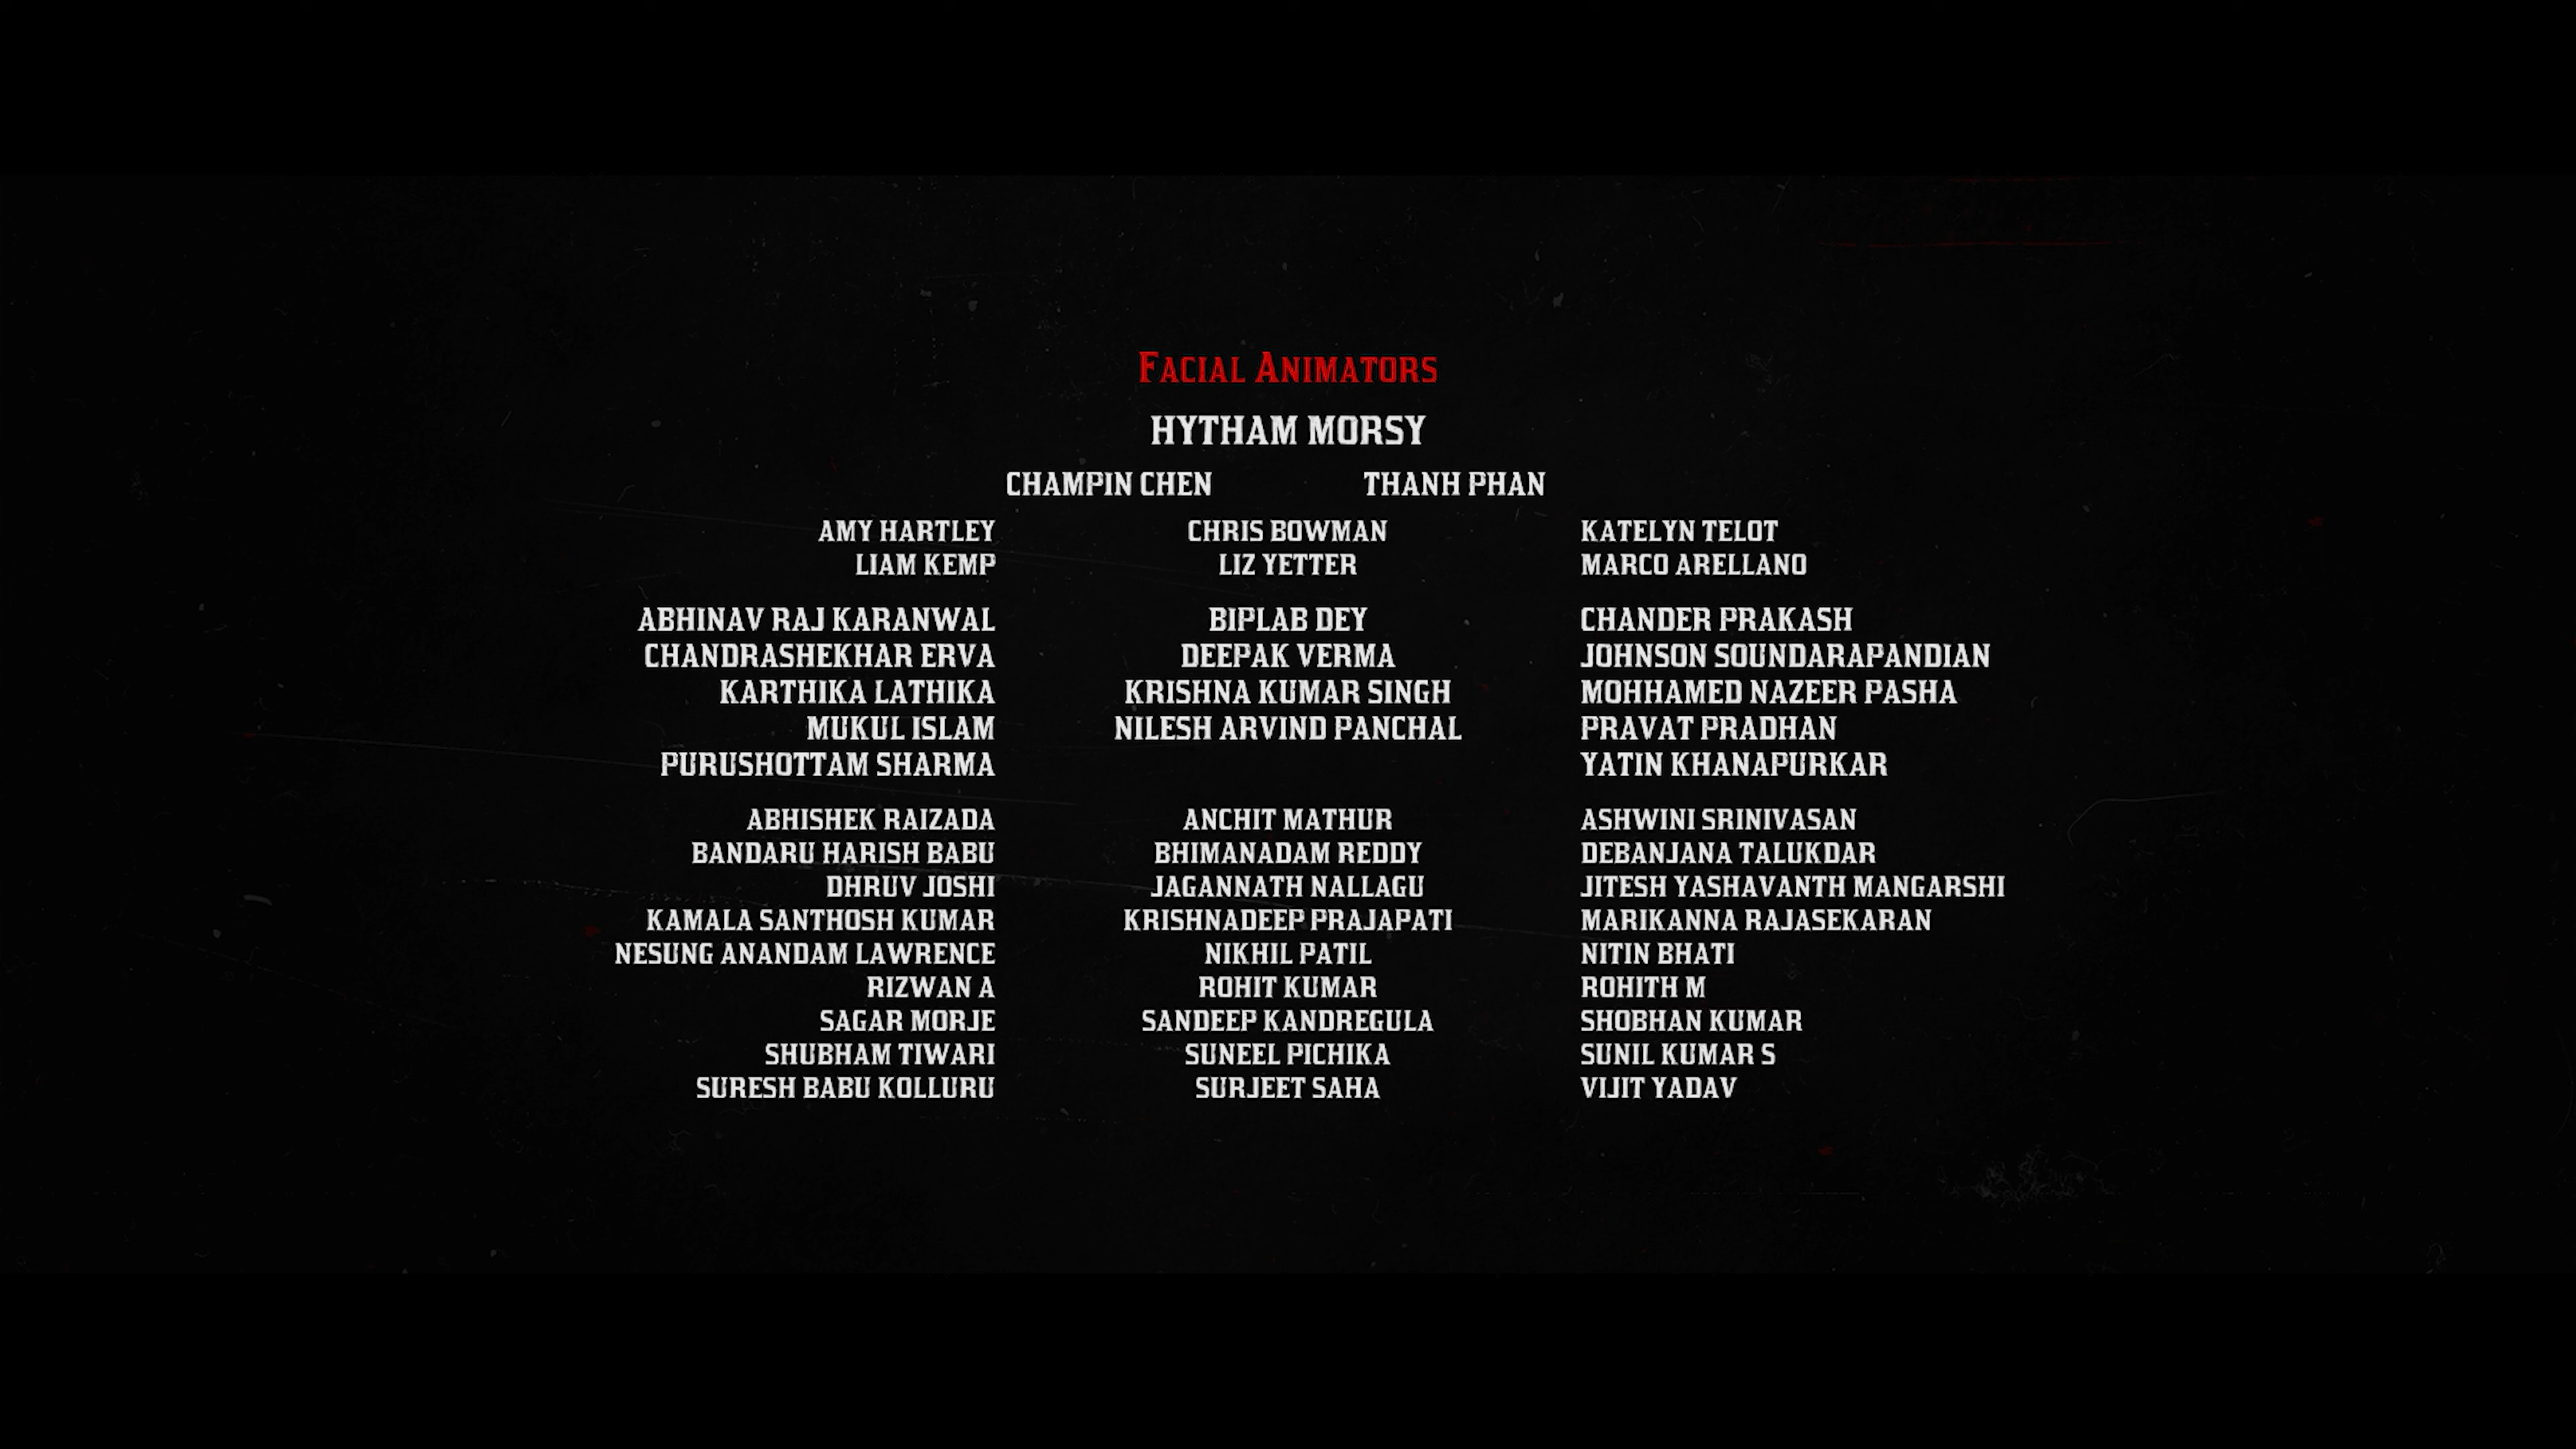 FACIAL ANIMATORS
HYTHAM MORSY
CHAMPIN CHEN THANH PHAN
AMY HARTLEY CHRIS BOWMAN KATELYN TELOT
LIAM KEMP LIZ YETTER MARCO ARELLANO
ABHINAV RAJ KARANWAL BIPLAB DEY CHANDER PRAKASH
CHANDRASHEKHAR ERVA DEEPAK VERMA JOHNSON SOUNDARAPANDIAN
KARTHIKA LATHIKA KRISHNA KUMAR SINGH MOHHAMED NAZEER PASHA
MUKUL ISLAM NILESH ARVIND PANCHAL PRAVAT PRADHAN
PURUSHOTTAM SHARMA YATIN KHANAPURKAR
ABHISHEK RAIZADA ANCHIT MATHUR ASHWINI SRINIVASAN
BANDARU HARISH BABU BHIMANADAM REDDY DEBANJANA TALUKDAR
DHRUV JOSHI JAGANNATH NALLAGU JITESH YASHAVANTH MANGARSHI
KAMALA SANTHOSH KUMAR KRISHNADEEP PRAJAPATI MARIKANNA RAJASEKARAN
NESUNG ANANDAM LAWRENCE NIKHIL PATIL NITIN BHATI
RIZWAN A ROHIT KUMAR ROHITH M
SAGAR MORJE SANDEEP KANDREGULA SHOBHAN KUMAR
SHUBHAM TIWARI SUNEEL PICHIKA SUNIL KUMAR S
SURESH BABU KOLLURU SURJEET SAHA VIJIT YADAV